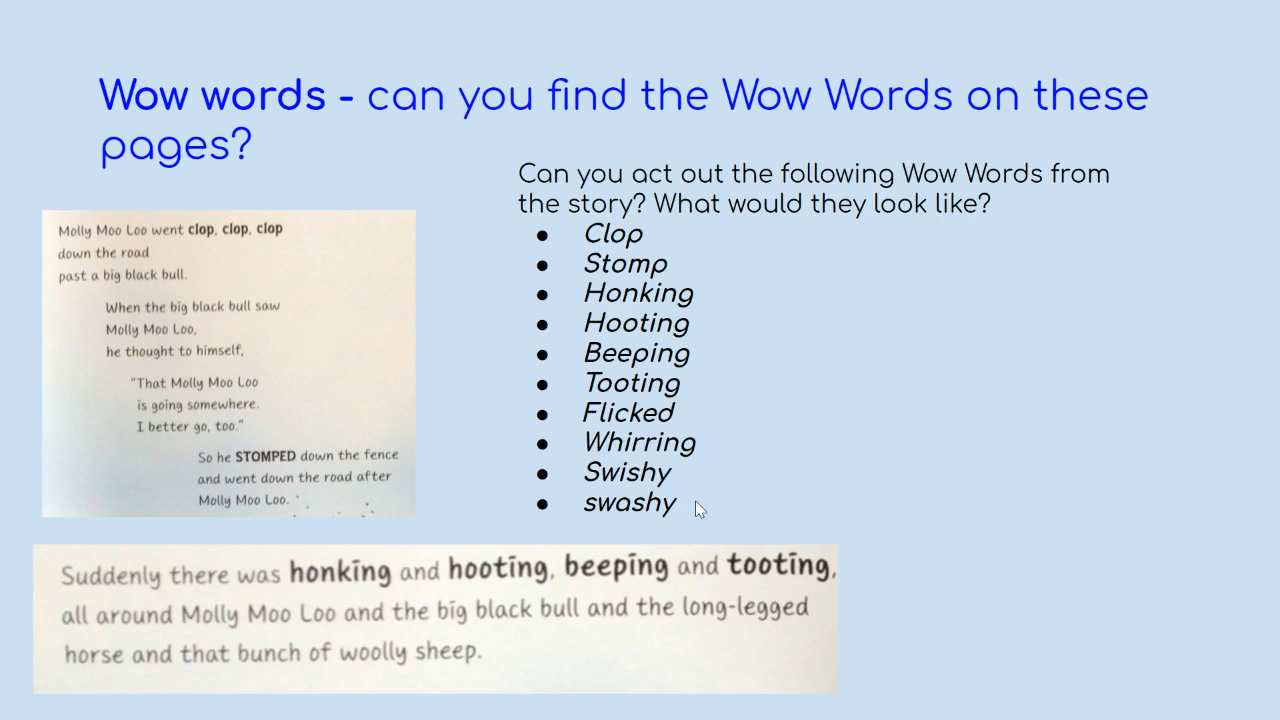 Wow words - can you find the Wow Words on these
pages?
Can you act out the following Wow Words from
the story? What would they look like?
● Clop
● Stomp
● Honking
● Hooting
● Beeping
● Tooting
● Flicked
● Whirring
● Swishy
● swashy
Molly Moo Loo went clop, clop, clop
down the road
past a big black bull.
When the big black bull saw
Molly Moo Loo,
he thought to himself,
"That Molly Moo Loo
is going somewhere.
I better go, too."
So he STOMPED down the fence
and went down the road after
Molly Moo Loo.
Suddenly there was honking and hooting, beeping and tooting,
all around Molly Moo Loo and the big black bull and the long-legged
horse and that bunch of woolly sheep.